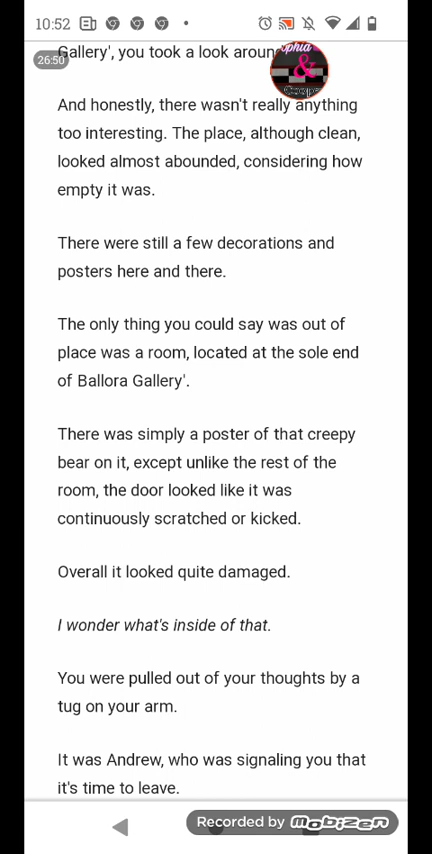 10:52
26:50
Gallery', you took a look aroun
phia
&
Coope
And honestly, there wasn't really anything
too interesting. The place, although clean,
looked almost abounded, considering how
empty it was.
There were still a few decorations and
posters here and there.
The only thing you could say was out of
place was a room, located at the sole end
of Ballora Gallery'.
There was simply a poster of that creepy
bear on it, except unlike the rest of the
room, the door looked like it was
continuously scratched or kicked.
Overall it looked quite damaged.
I wonder what's inside of that.
You were pulled out of your thoughts by a
tug on your arm.
It was Andrew, who was signaling you that
it's time to leave.
Recorded by Mobizen